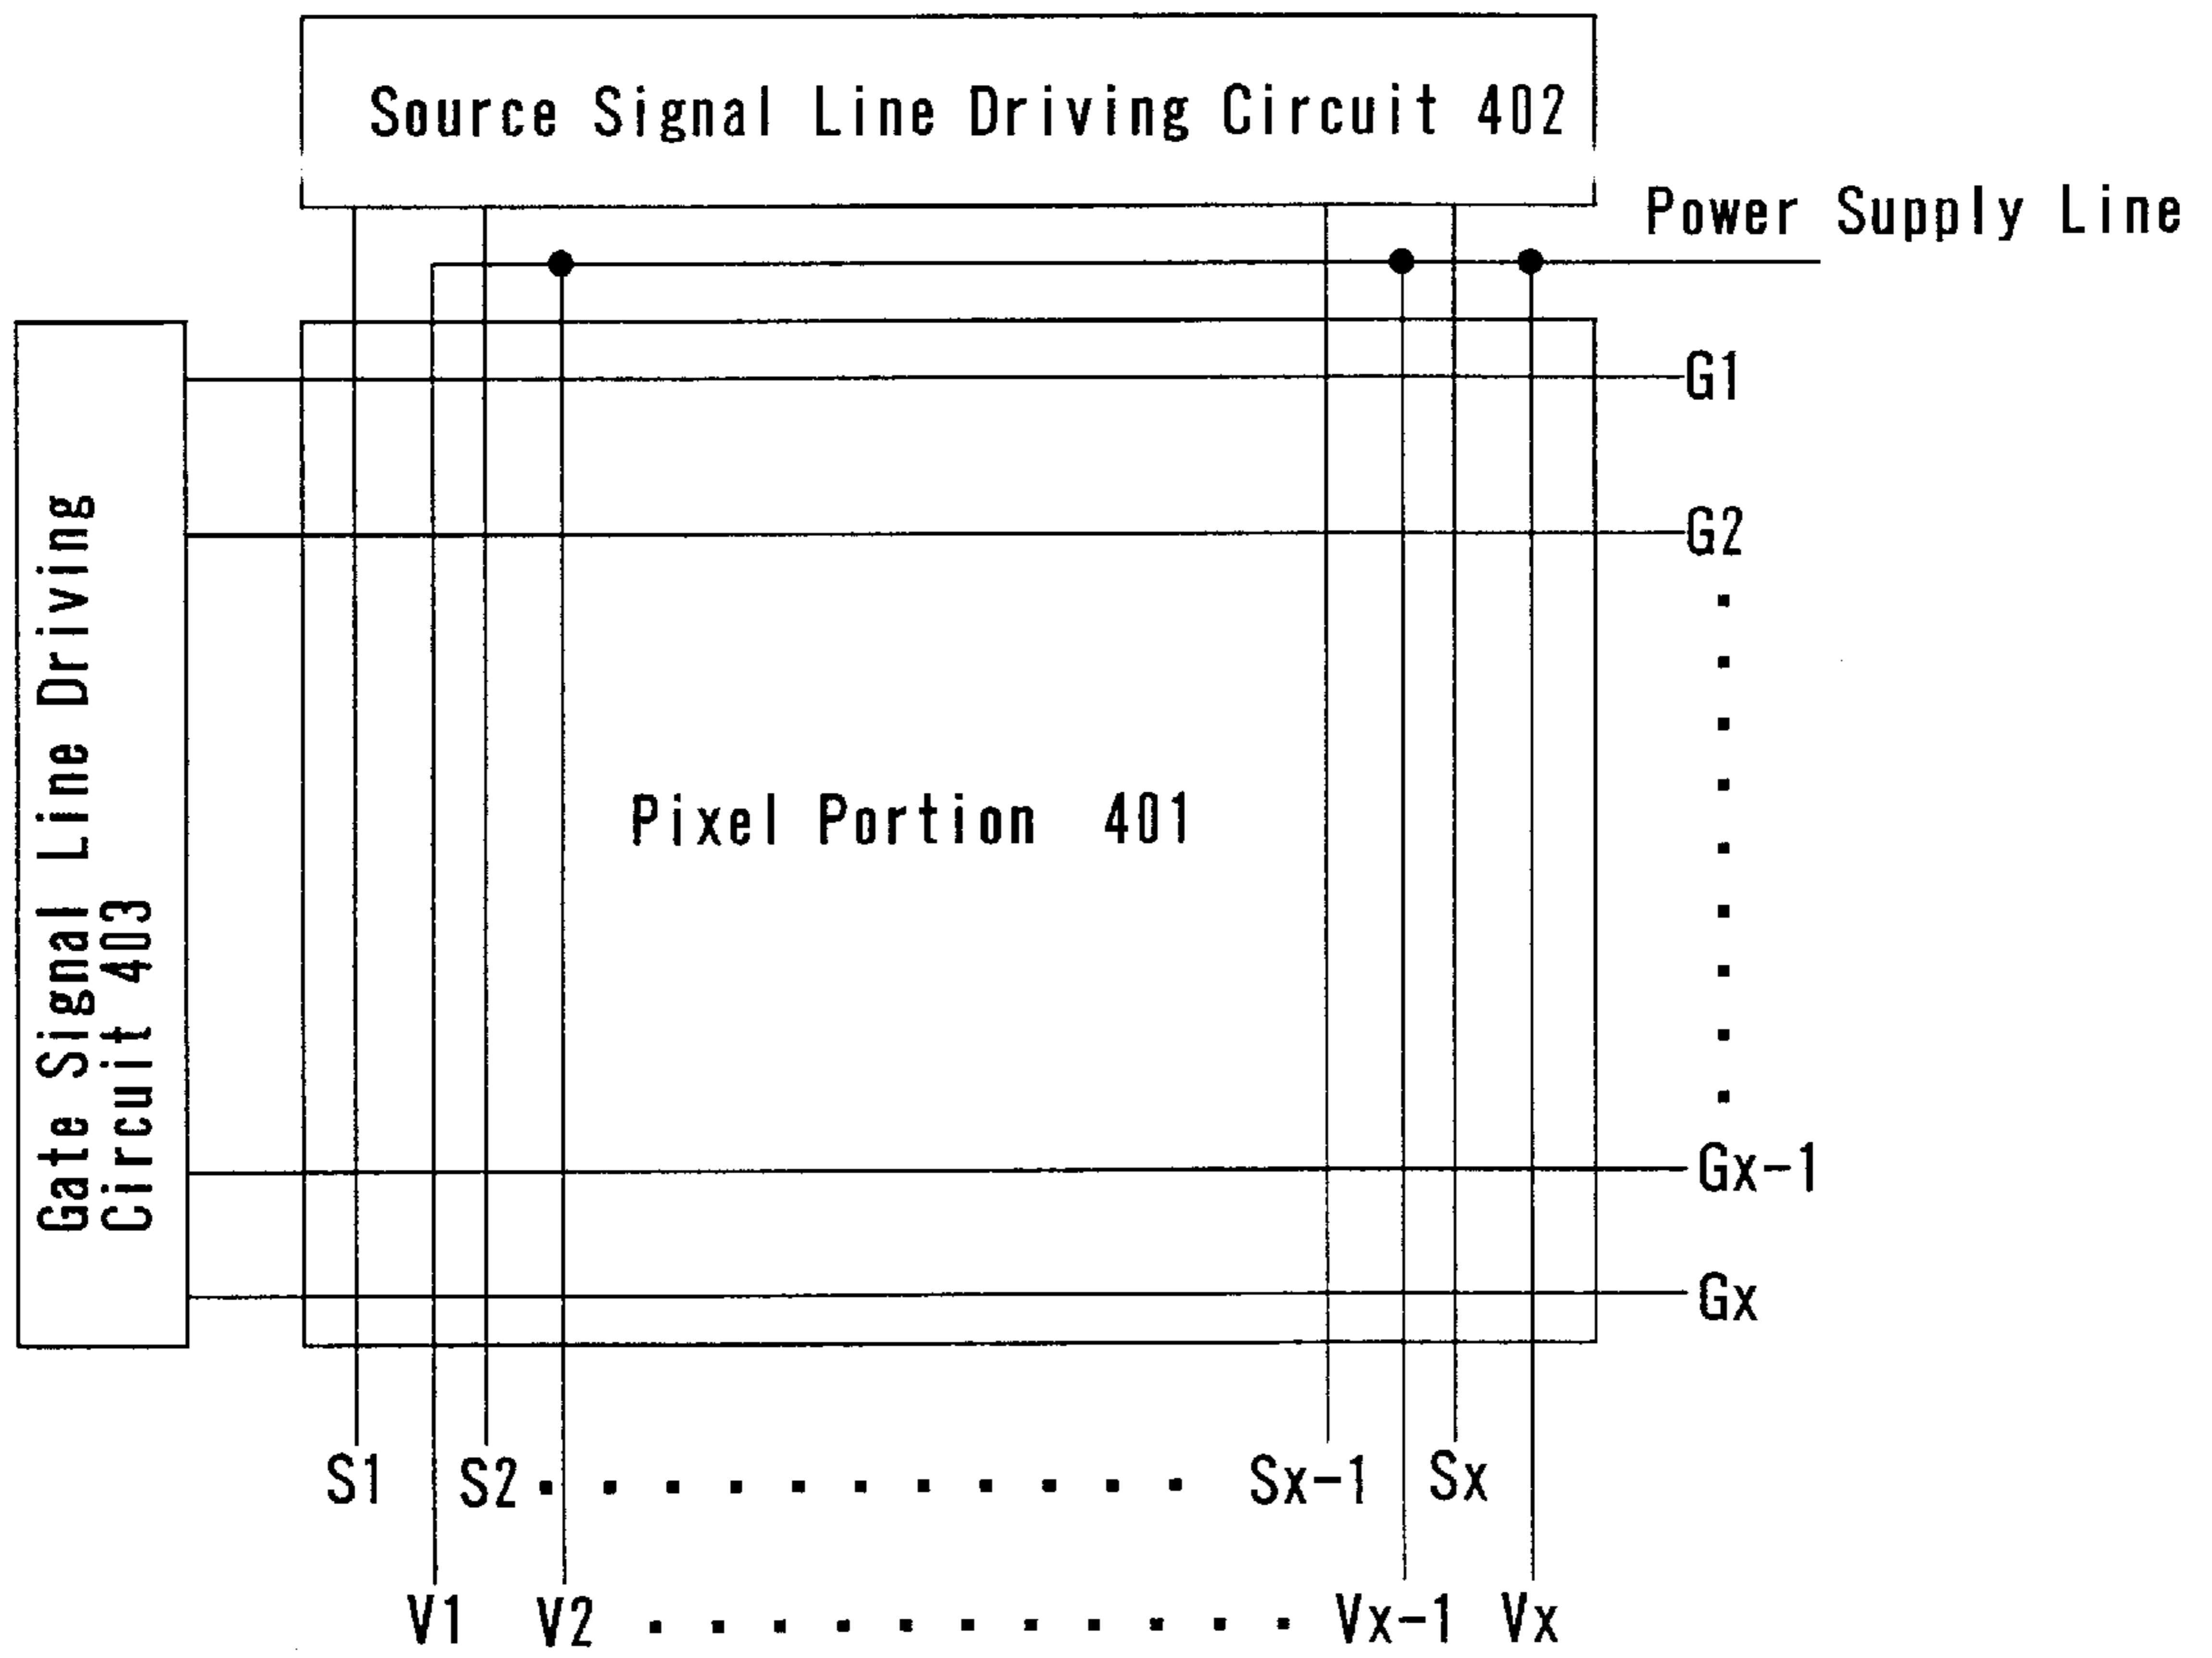 Source Signal Line Driving Circuit 402
Power Supply Line
G1
G2
Gate Signal Line Driving
Circuit 403
Pixel Portion 401
Gx-1
Gx
S1 S2 . . . . . . . . . . . Sx-1 Sx
V1 V2 . . . . . . . . . . . Vx-1 Vx